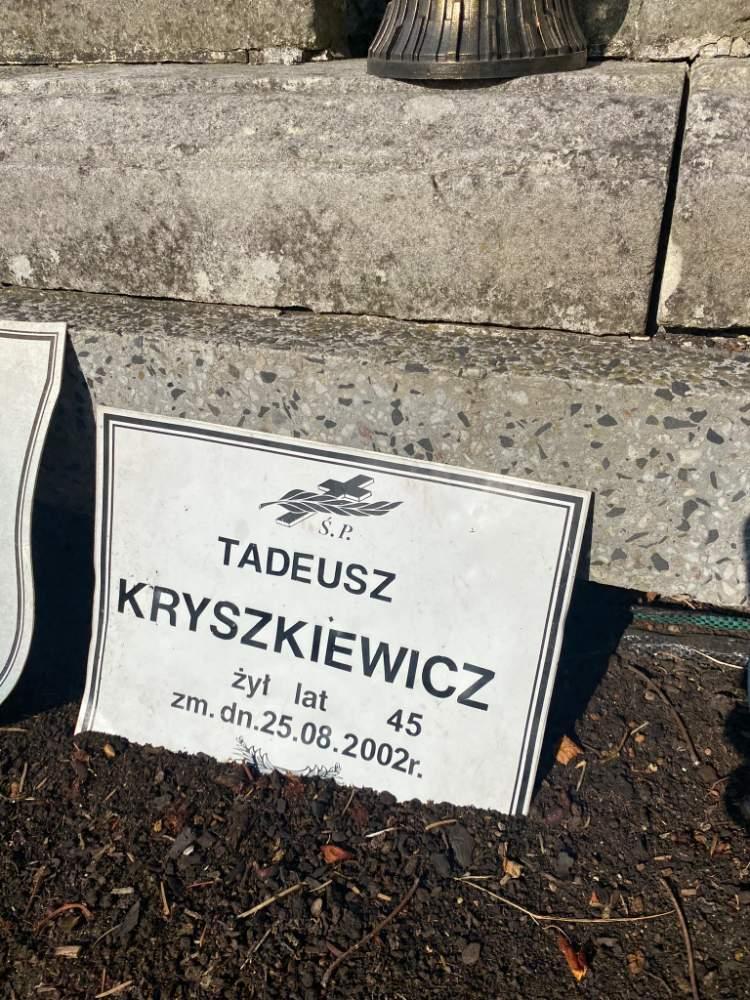 Ś.P.
TADEUSZ
KRYSZKIEWICZ
żył lat 45
zm. dn. 25.08.2002r.